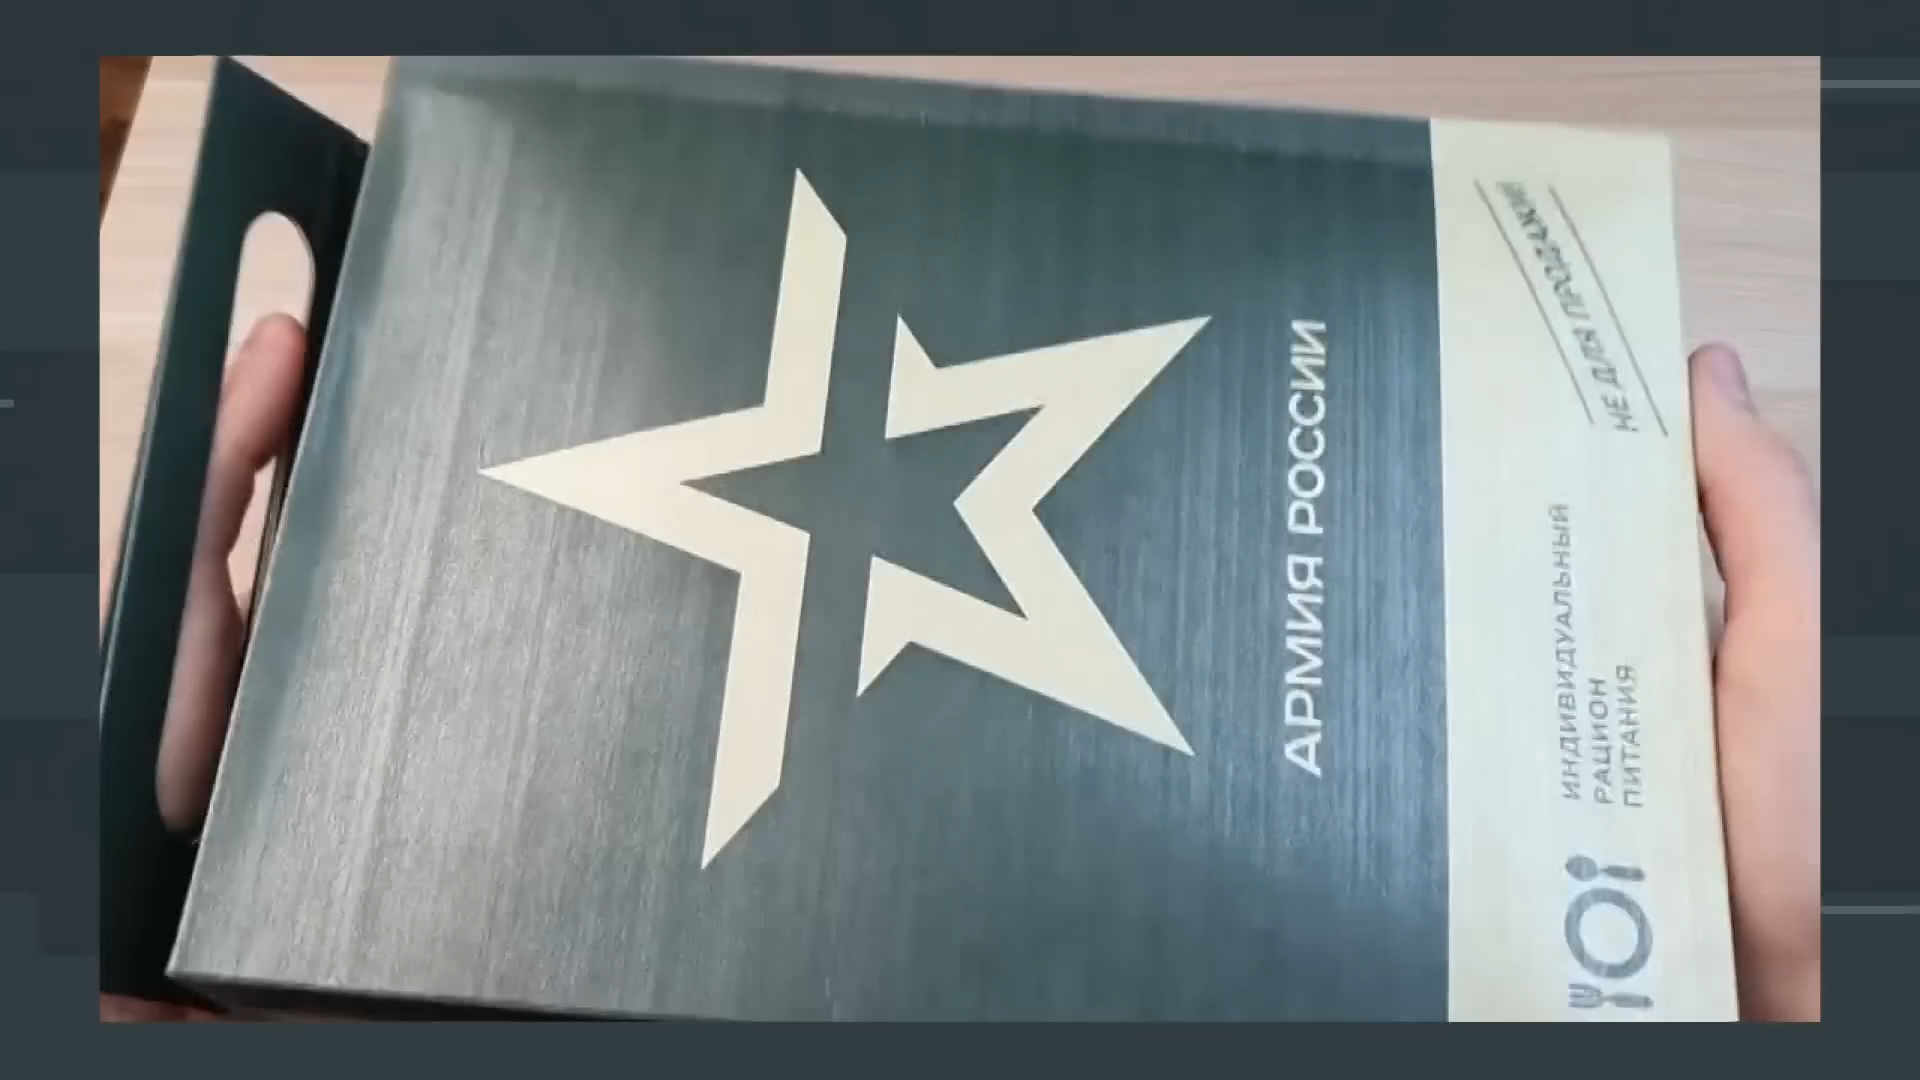 АРМИЯ РОССИИ
НЕ ДЛЯ ПРОДАЖИ
ИНДИВИДУАЛЬНЫЙ
РАЦИОН
ПИТАНИЯ